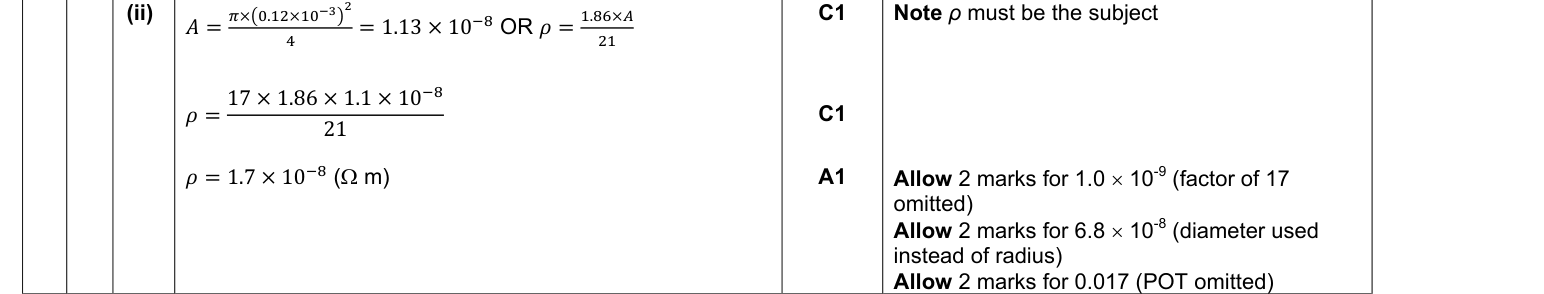 (ii) A = π×(0.12×10⁻³)²/4 = 1.13 × 10⁻⁸ OR ρ = 1.86×A/21 C1 Note ρ must be the subject
ρ = 17 × 1.86 × 1.1 × 10⁻⁸/21 C1
ρ = 1.7 × 10⁻⁸ (Ω m) A1 Allow 2 marks for 1.0 × 10⁻⁹ (factor of 17
omitted)
Allow 2 marks for 6.8 × 10⁻⁸ (diameter used
instead of radius)
Allow 2 marks for 0.017 (POT omitted)